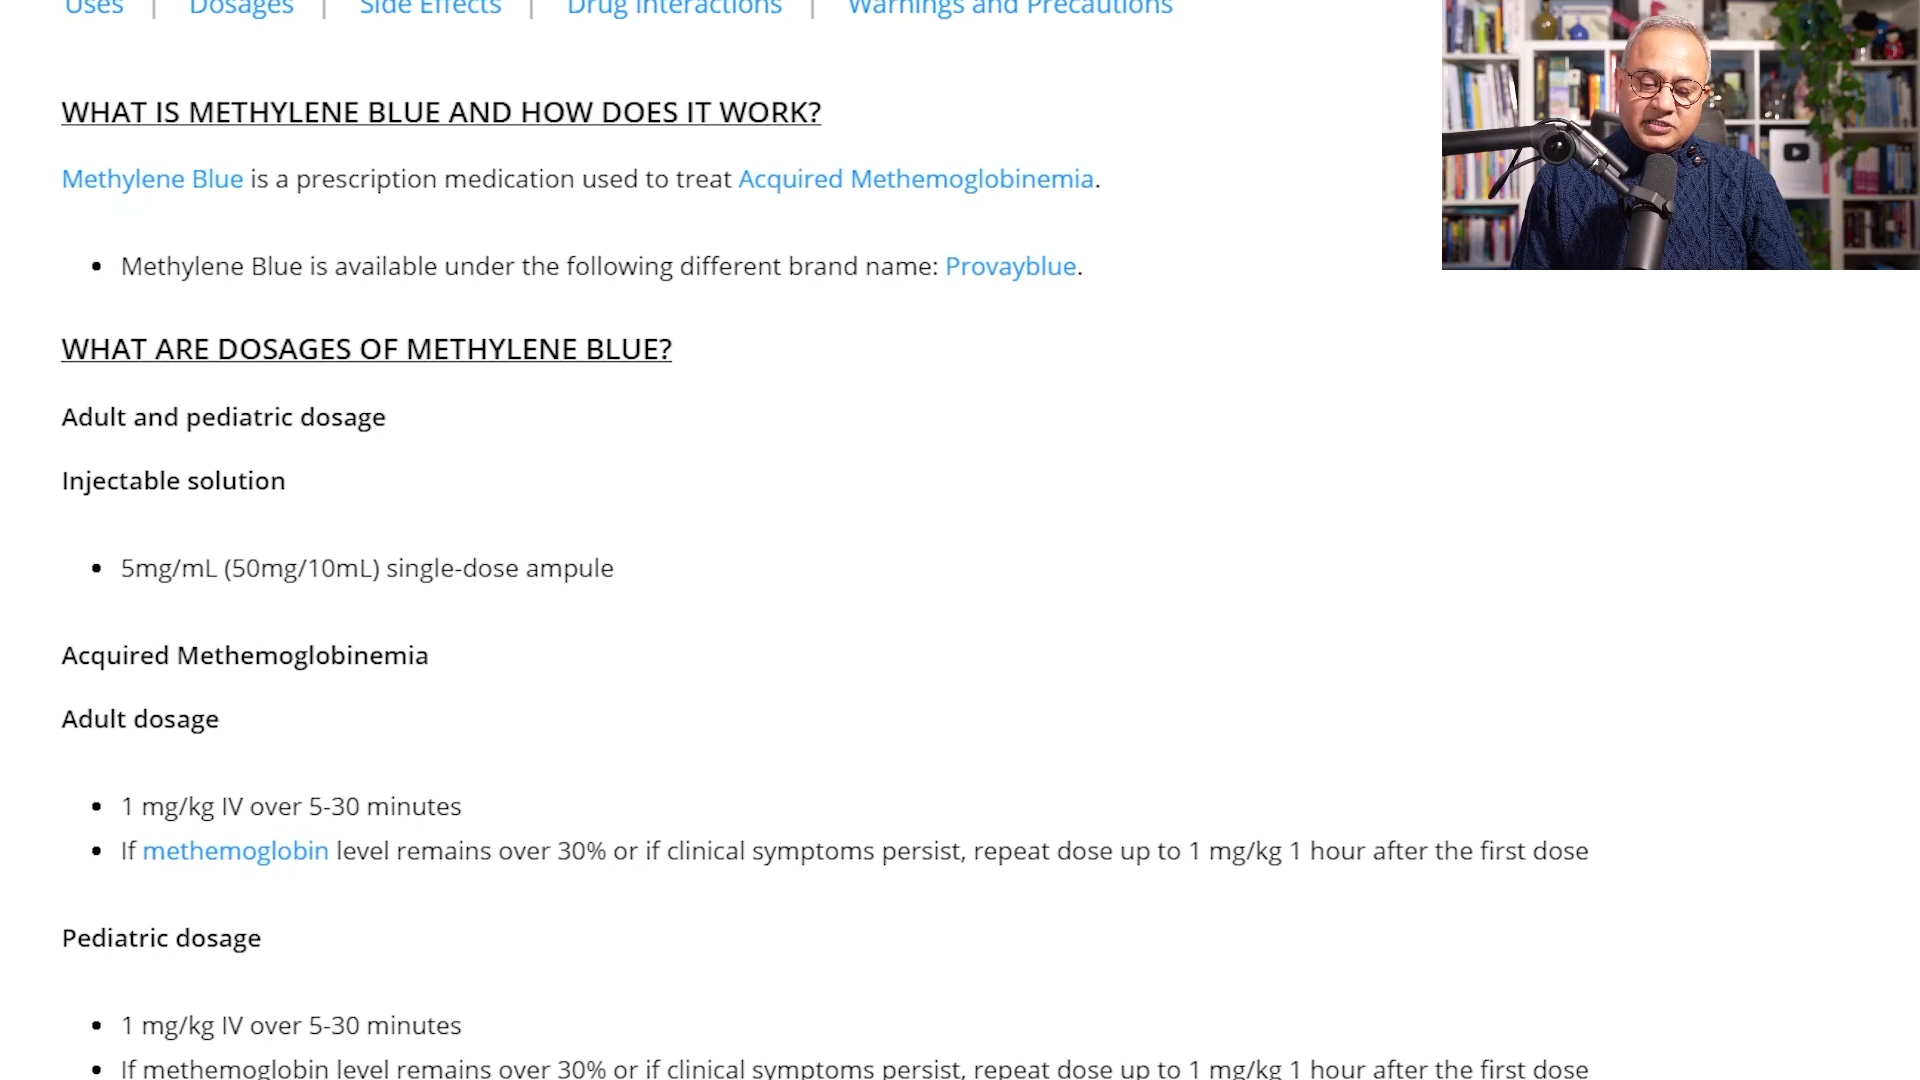 Uses | Dosages | Side Effects | Drug Interactions | Warnings and Precautions
WHAT IS METHYLENE BLUE AND HOW DOES IT WORK?
Methylene Blue is a prescription medication used to treat Acquired Methemoglobinemia.
• Methylene Blue is available under the following different brand name: Provayblue.
WHAT ARE DOSAGES OF METHYLENE BLUE?
Adult and pediatric dosage
Injectable solution
• 5mg/mL (50mg/10mL) single-dose ampule
Acquired Methemoglobinemia
Adult dosage
• 1 mg/kg IV over 5-30 minutes
• If methemoglobin level remains over 30% or if clinical symptoms persist, repeat dose up to 1 mg/kg 1 hour after the first dose
Pediatric dosage
• 1 mg/kg IV over 5-30 minutes
• If methemoglobin level remains over 30% or if clinical symptoms persist, repeat dose up to 1 mg/kg 1 hour after the first dose